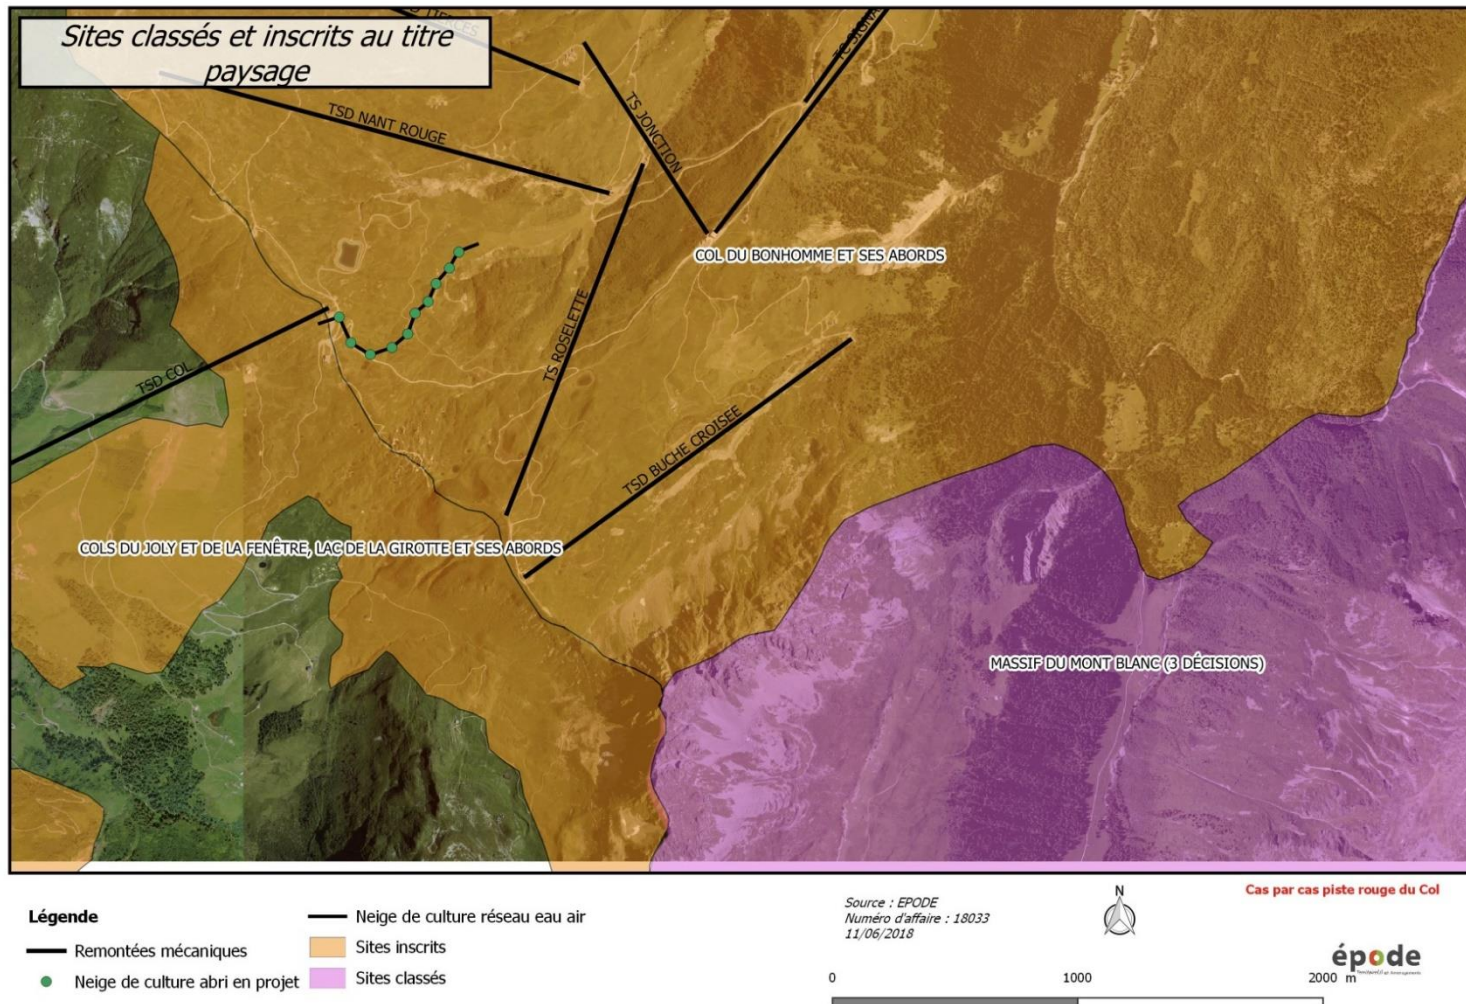 Sites classés et inscrits au titre
paysage
TIERCES
TC SIGNAL
TSD NANT ROUGE
TS JONCTION
COL DU BONHOMME ET SES ABORDS
TS ROSELETTE
TSD COL
TSD BUCHE CROISEE
COLS DU JOLY ET DE LA FENÊTRE, LAC DE LA GIROTTE ET SES ABORDS
MASSIF DU MONT BLANC (3 DÉCISIONS)
Légende
Remontées mécaniques
Neige de culture abri en projet
Neige de culture réseau eau air
Sites inscrits
Sites classés
Source : EPODE
Numéro d'affaire : 18033
11/06/2018
N
Cas par cas piste rouge du Col
épode
0 1000 2000 m